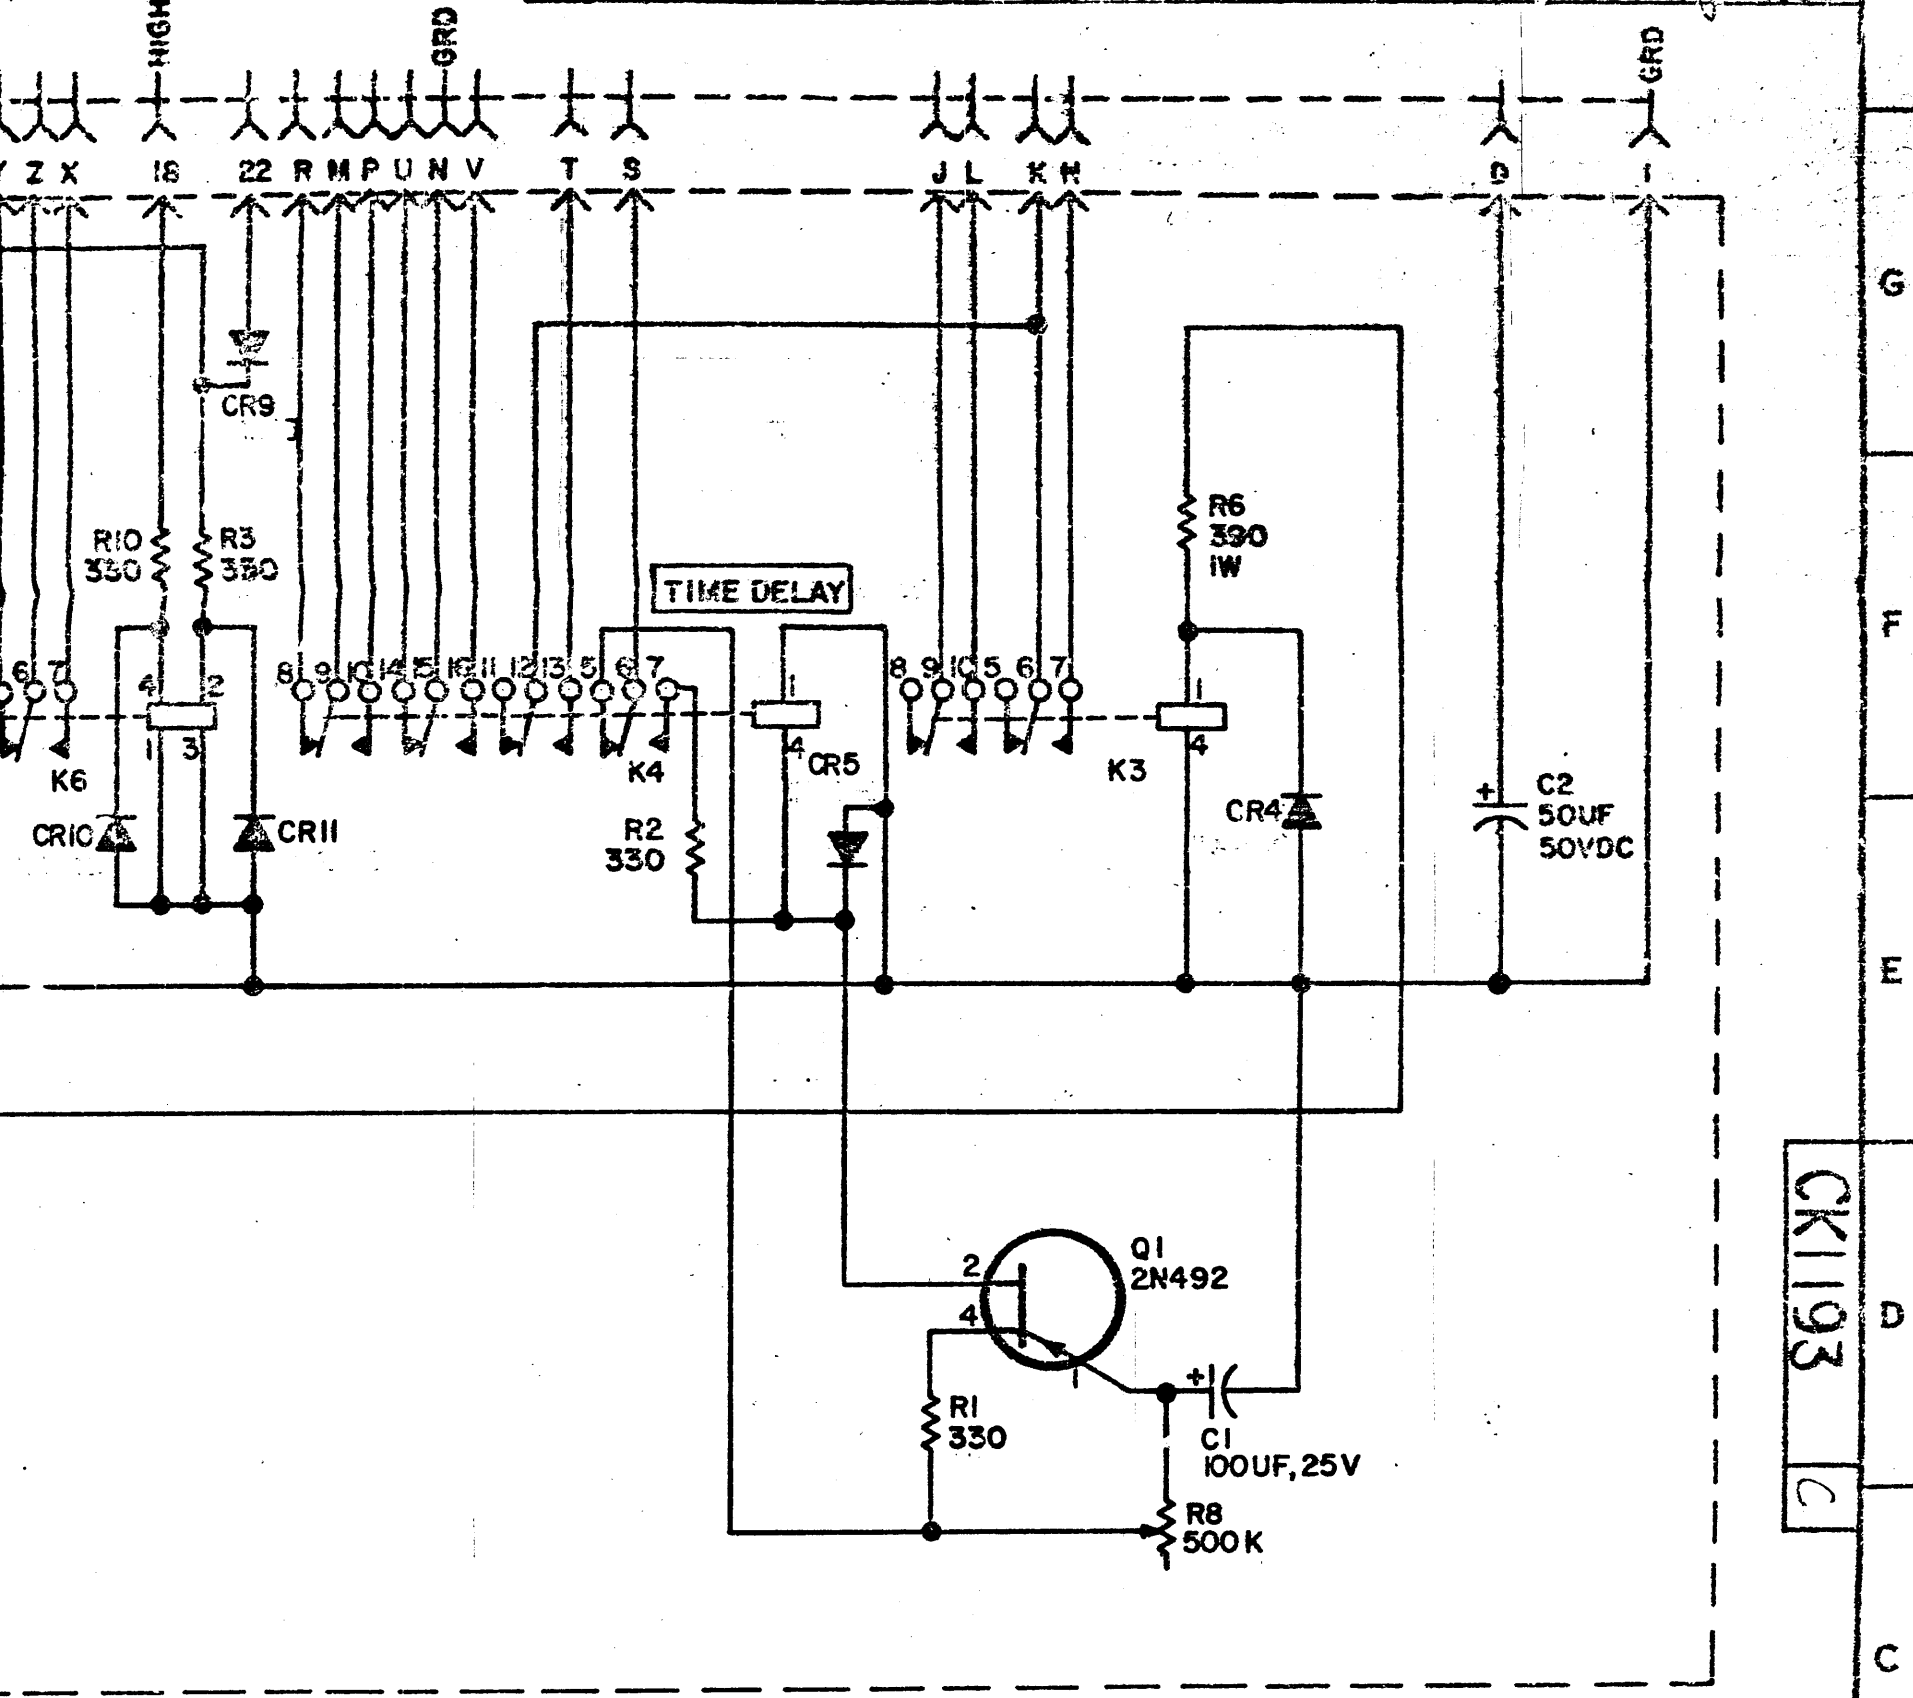 HIGH
GRD
GRD
Z X 18 22 R M P U N V T S J L K H D 1
G
CR9
R10
330
R3
330
R6
390
1W
TIME DELAY
F
6 7
4 2
8 9 10 14 15 16 11 12 13 5 6 7
1
8 9 10 5 6 7
1
1 3
4
4
K6
K4
CR5
K3
CR10
CR11
R2
330
CR4
+
C2
50UF
50VDC
E
CK1193
C
2
4
1
Q1
2N492
D
R1
330
+
C1
100UF, 25V
R8
500K
C